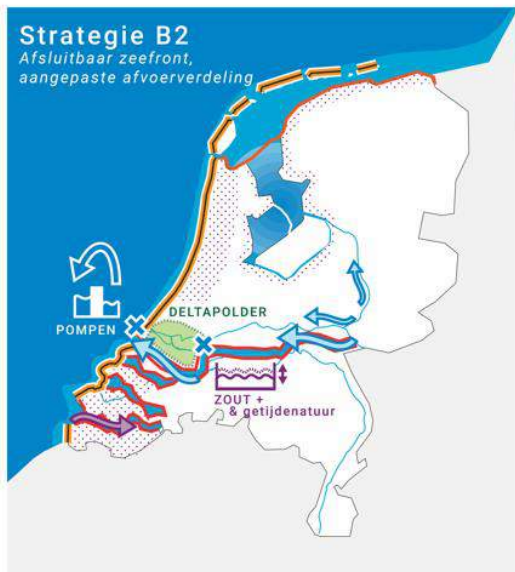 Strategie B2
Afsluitbaar zeefront,
aangepaste afvoerverdeling
DELTAPOLDER
POMPEN
ZOUT +
& getijdenatuur